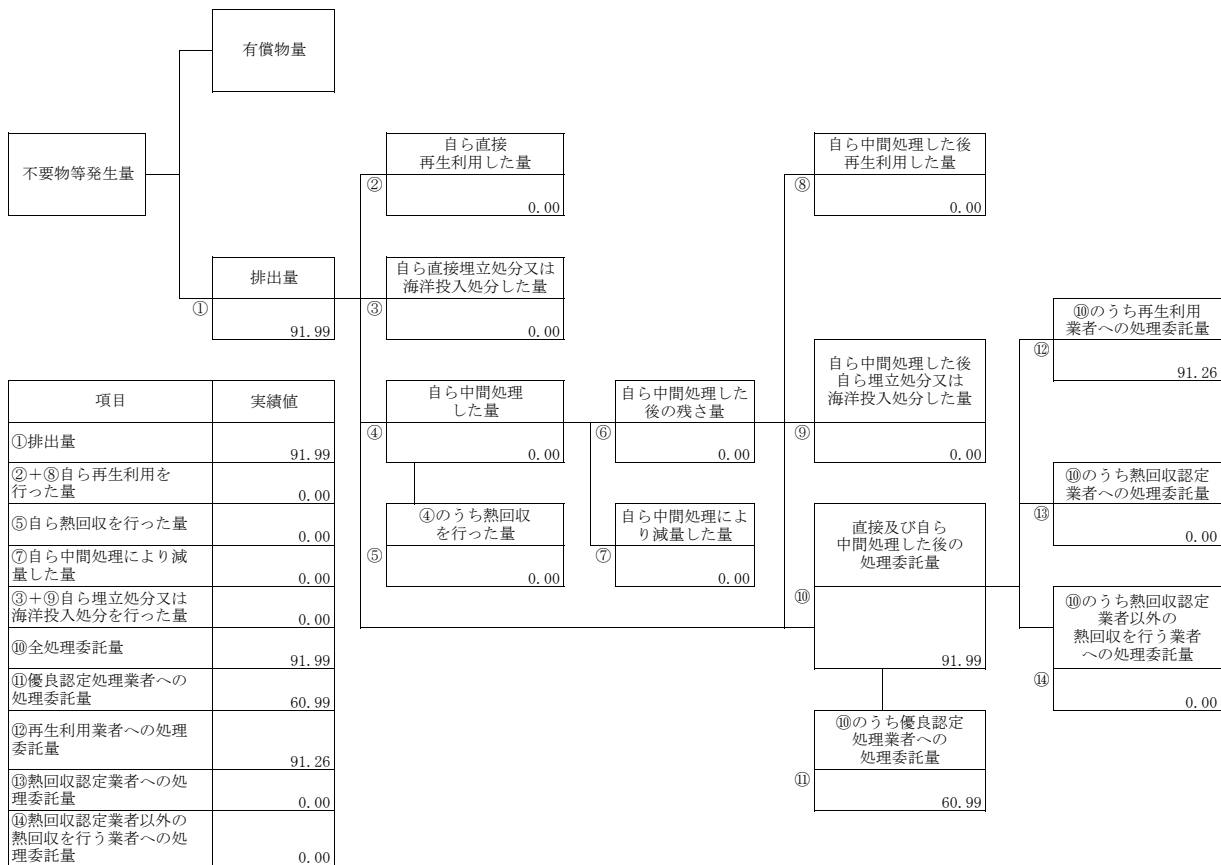 有償物量
不要物等発生量
自ら直接
再生利用した量
②
0.00
自ら中間処理した後
再生利用した量
⑧
0.00
排出量
①
91.99
自ら直接埋立処分又は
海洋投入処分した量
③
0.00
⑩のうち再生利用
業者への処理委託量
⑫
91.26
自ら中間処理
した量
④
0.00
自ら中間処理した
後の残さ量
⑥
0.00
自ら中間処理した後
自ら埋立処分又は
海洋投入処分した量
⑨
0.00
⑩のうち熱回収認定
業者への処理委託量
⑬
0.00
④のうち熱回収
を行った量
⑤
0.00
自ら中間処理によ
り減量した量
⑦
0.00
直接及び自ら
中間処理した後の
処理委託量
⑩
91.99
⑩のうち熱回収認定
業者以外の
熱回収を行う業者
への処理委託量
⑭
0.00
⑩のうち優良認定
処理業者への
処理委託量
⑪
60.99
項目 実績値
①排出量 91.99
②+⑧自ら再生利用を
行った量 0.00
⑤自ら熱回収を行った量 0.00
⑦自ら中間処理により減
量した量 0.00
③+⑨自ら埋立処分又は
海洋投入処分を行った量 0.00
⑩全処理委託量 91.99
⑪優良認定処理業者への
処理委託量 60.99
⑫再生利用業者への処理
委託量 91.26
⑬熱回収認定業者への処
理委託量 0.00
⑭熱回収認定業者以外の
熱回収を行う業者への処
理委託量 0.00